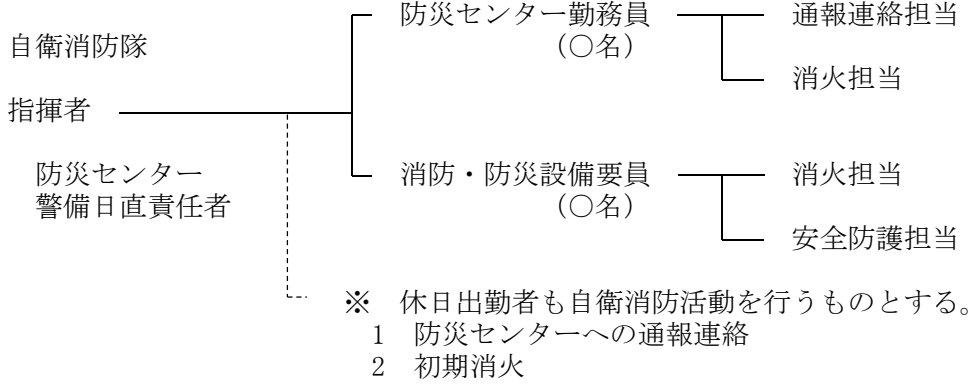 防災センター勤務員
(○名)
通報連絡担当
自衛消防隊
消火担当
指揮者
防災センター
警備日直責任者
消防・防災設備要員
(○名)
消火担当
安全防護担当
※ 休日出勤者も自衛消防活動を行うものとする。
1 防災センターへの通報連絡
2 初期消火